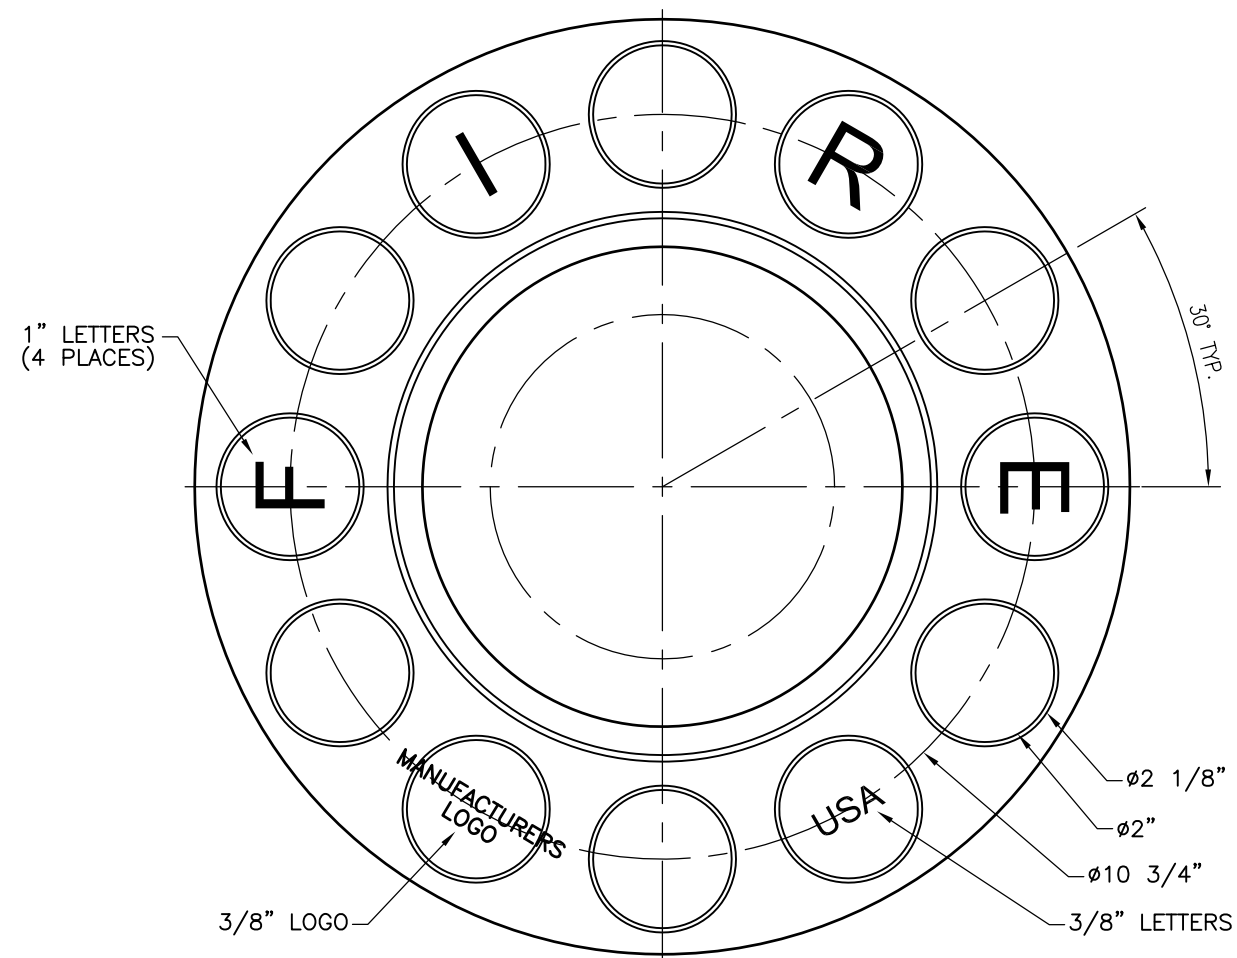 I
R
30° TYP.
1” LETTERS
(4 PLACES)
F
E
MANUFACTURERS
LOGO
USA
ø2 1/8”
ø2”
ø10 3/4”
3/8” LOGO
3/8” LETTERS